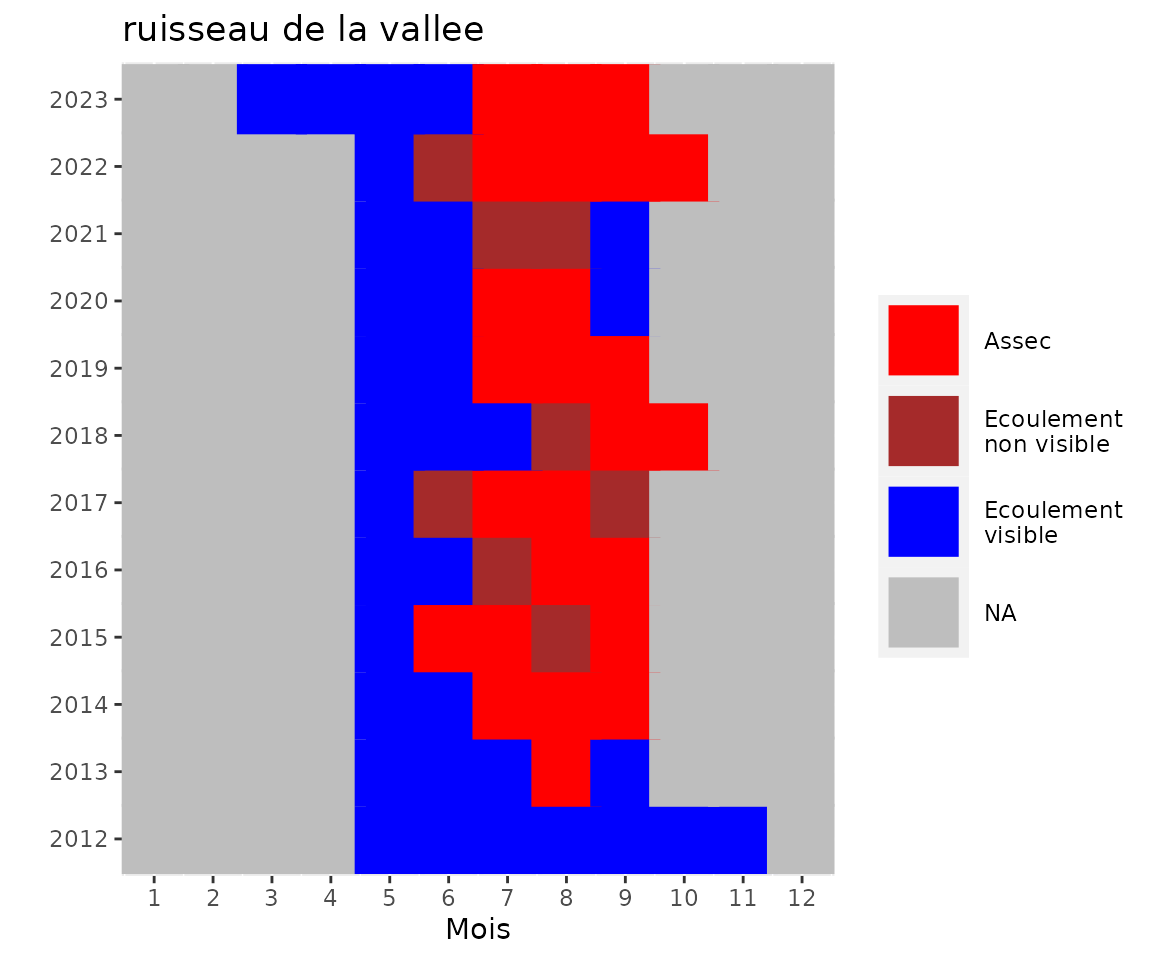 ruisseau de la vallee
2023
2022
2021
2020
2019
2018
2017
2016
2015
2014
2013
2012
1 2 3 4 5 6 7 8 9 10 11 12
Mois
Assec
Ecoulement
non visible
Ecoulement
visible
NA